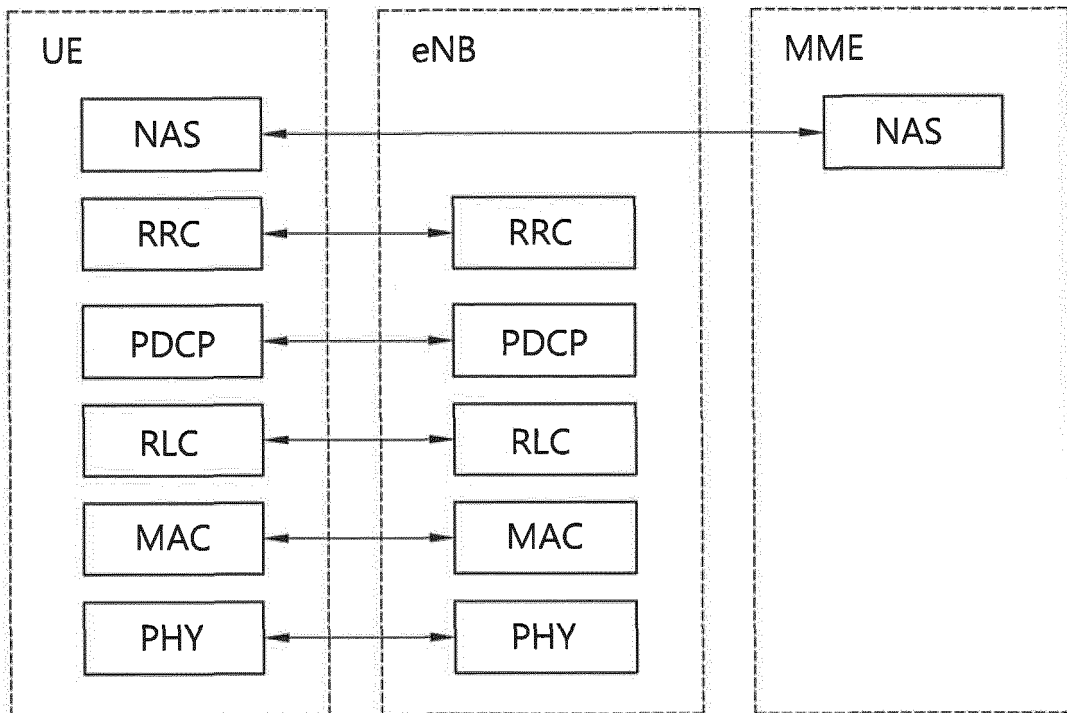 UE
eNB
MME
NAS
NAS
RRC
RRC
PDCP
PDCP
RLC
RLC
MAC
MAC
PHY
PHY